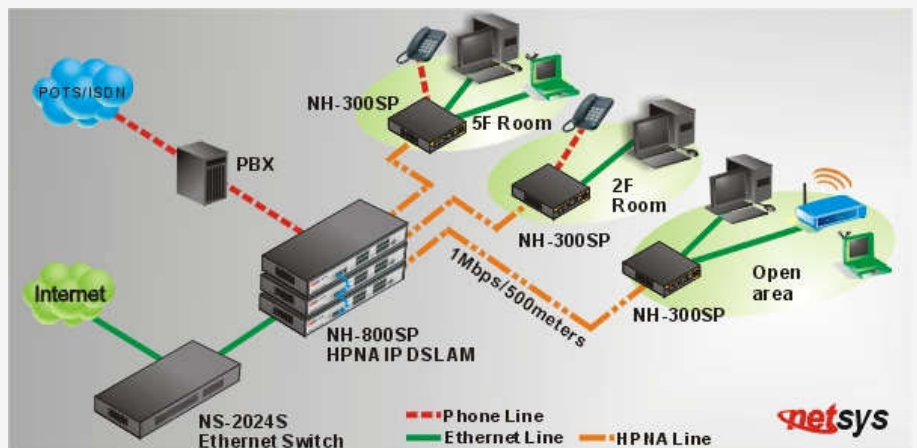 POTS/ISDN
PBX
NH-300SP
5F Room
2F
Room
NH-300SP
Internet
1Mbps/500meters
Open
area
NH-300SP
NH-800SP
HPNA IP DSLAM
NS-2024S
Ethernet Switch
Phone Line
Ethernet Line
HPNA Line
netsys